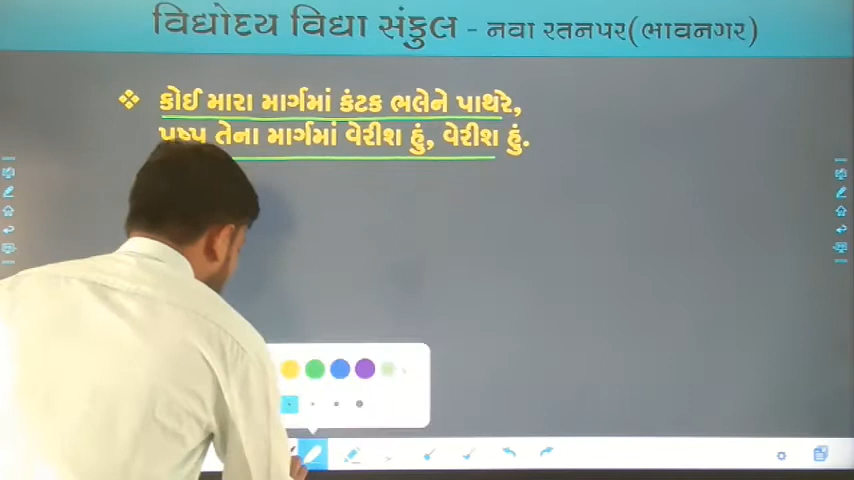 વિદ્યોદય વિદ્યા સંકુલ - નવા રતનપર(ભાવનગર)
❖ કોઈ મારા માર્ગમાં કંટક ભલેને પાથરે,
પુષ્પ તેના માર્ગમાં વેરીશ હું, વેરીશ હું.